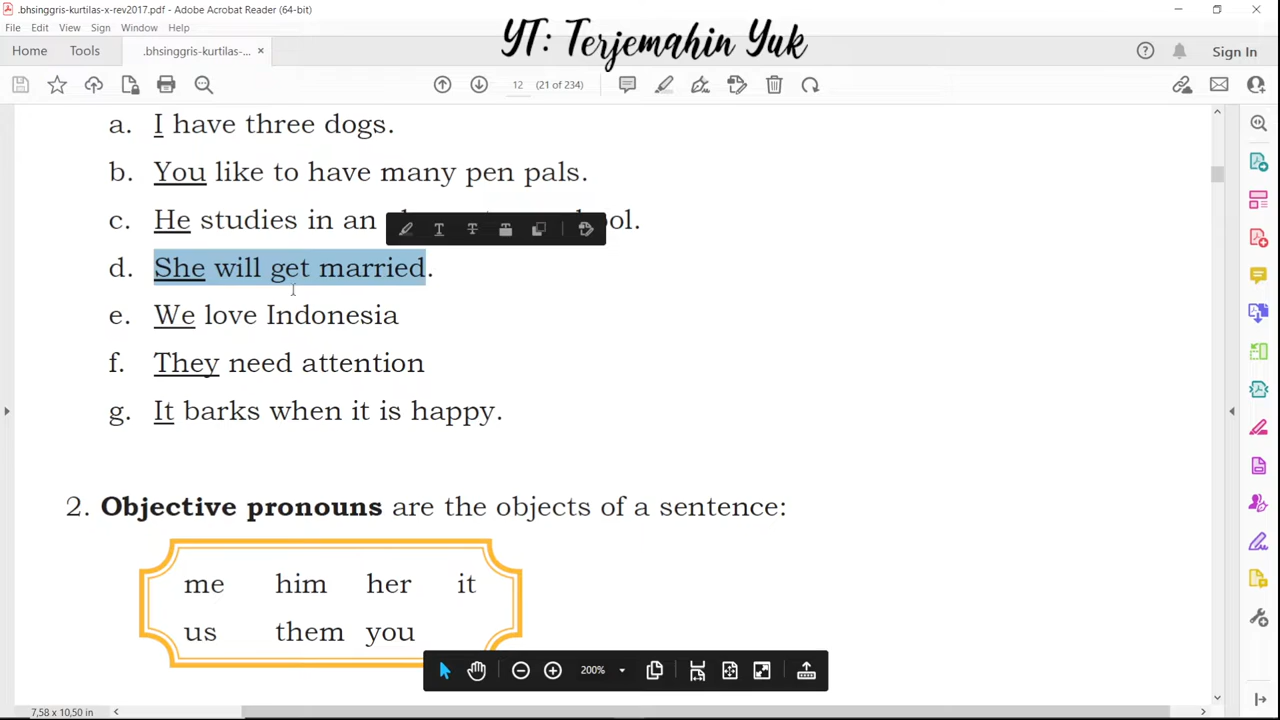 .bhsinggris-kurtilas-x-rev2017.pdf - Adobe Acrobat Reader (64-bit)
File Edit View Sign Window Help
YT: Terjemahin Yuk
Home Tools .bhsinggris-kurtilas-... × Sign In
12 (21 of 234)
a. I have three dogs.
b. You like to have many pen pals.
c. He studies in an ool.
d. She will get married.
e. We love Indonesia
f. They need attention
g. It barks when it is happy.
2. Objective pronouns are the objects of a sentence:
me him her it
us them you
200%
7,58 x 10,50 in